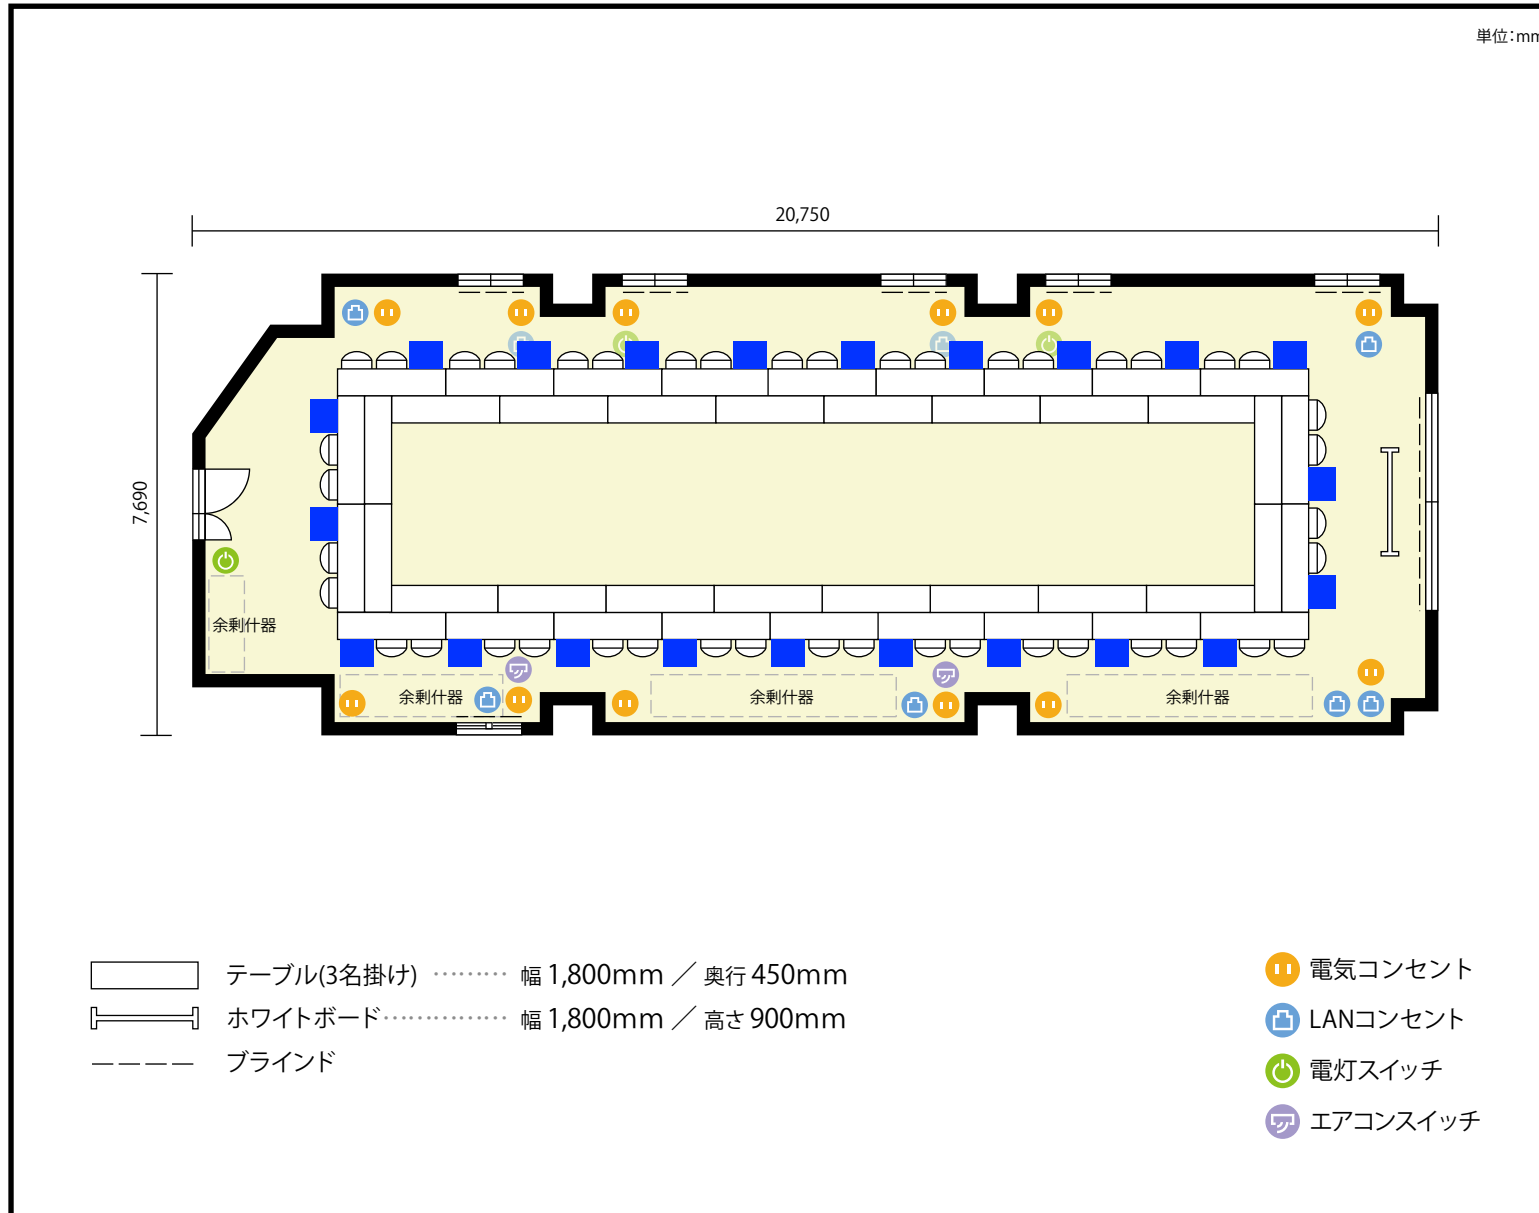 単位:mm
20,750
7,690
余剰什器
余剰什器
余剰什器
余剰什器
テーブル(3名掛け) ……… 幅 1,800mm ／ 奥行 450mm
ホワイトボード…………… 幅 1,800mm ／ 高さ 900mm
ブラインド
電気コンセント
LANコンセント
電灯スイッチ
エアコンスイッチ